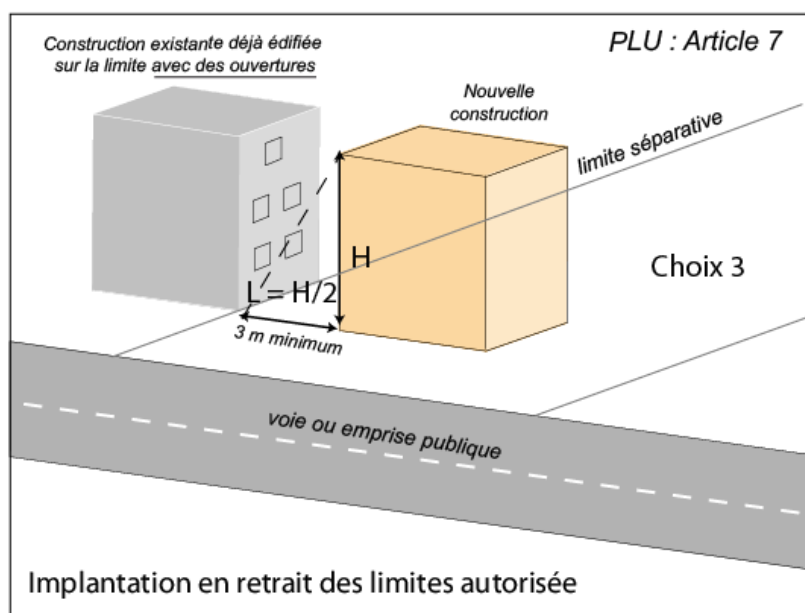 Construction existante déjà édifiée
sur la limite avec des ouvertures
PLU : Article 7
Nouvelle
construction
limite séparative
H
Choix 3
L = H/2
3 m minimum
voie ou emprise publique
Implantation en retrait des limites autorisée